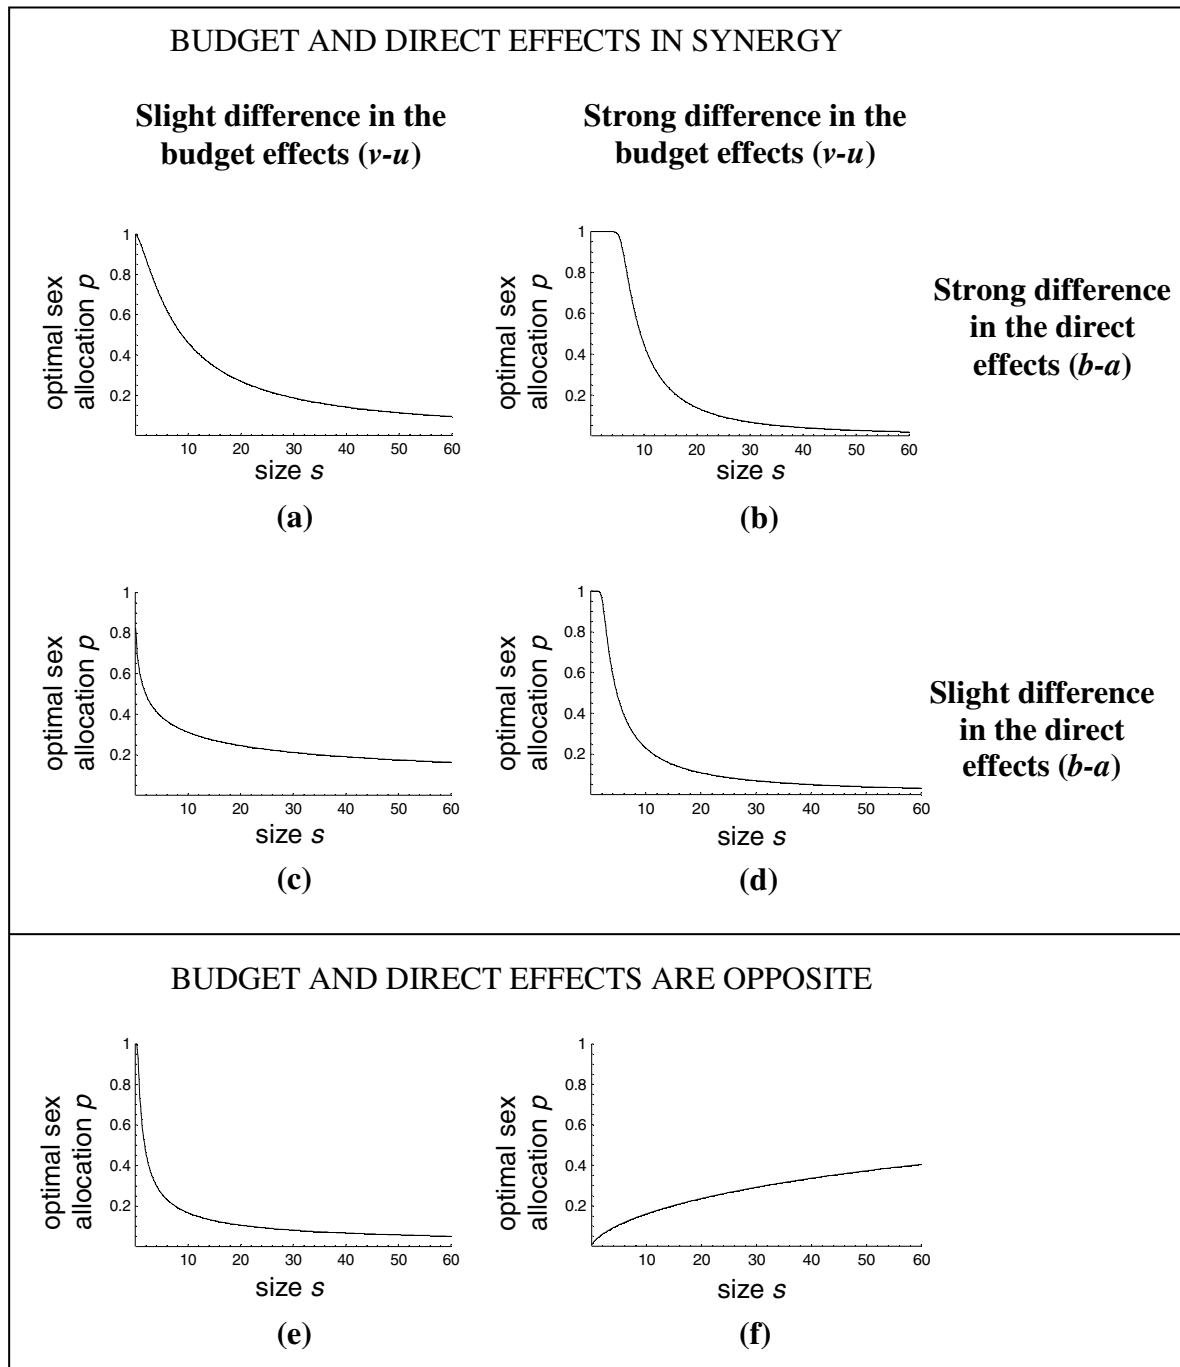 BUDGET AND DIRECT EFFECTS IN SYNERGY
Slight difference in the
budget effects (v-u)
Strong difference in the
budget effects (v-u)
optimal sex
allocation p
1
0.8
0.6
0.4
0.2
10 20 30 40 50 60
size s
(a)
optimal sex
allocation p
1
0.8
0.6
0.4
0.2
10 20 30 40 50 60
size s
(b)
Strong difference
in the direct
effects (b-a)
optimal sex
allocation p
1
0.8
0.6
0.4
0.2
10 20 30 40 50 60
size s
(c)
optimal sex
allocation p
1
0.8
0.6
0.4
0.2
10 20 30 40 50 60
size s
(d)
Slight difference
in the direct
effects (b-a)
BUDGET AND DIRECT EFFECTS ARE OPPOSITE
optimal sex
allocation p
1
0.8
0.6
0.4
0.2
10 20 30 40 50 60
size s
(e)
optimal sex
allocation p
1
0.8
0.6
0.4
0.2
10 20 30 40 50 60
size s
(f)